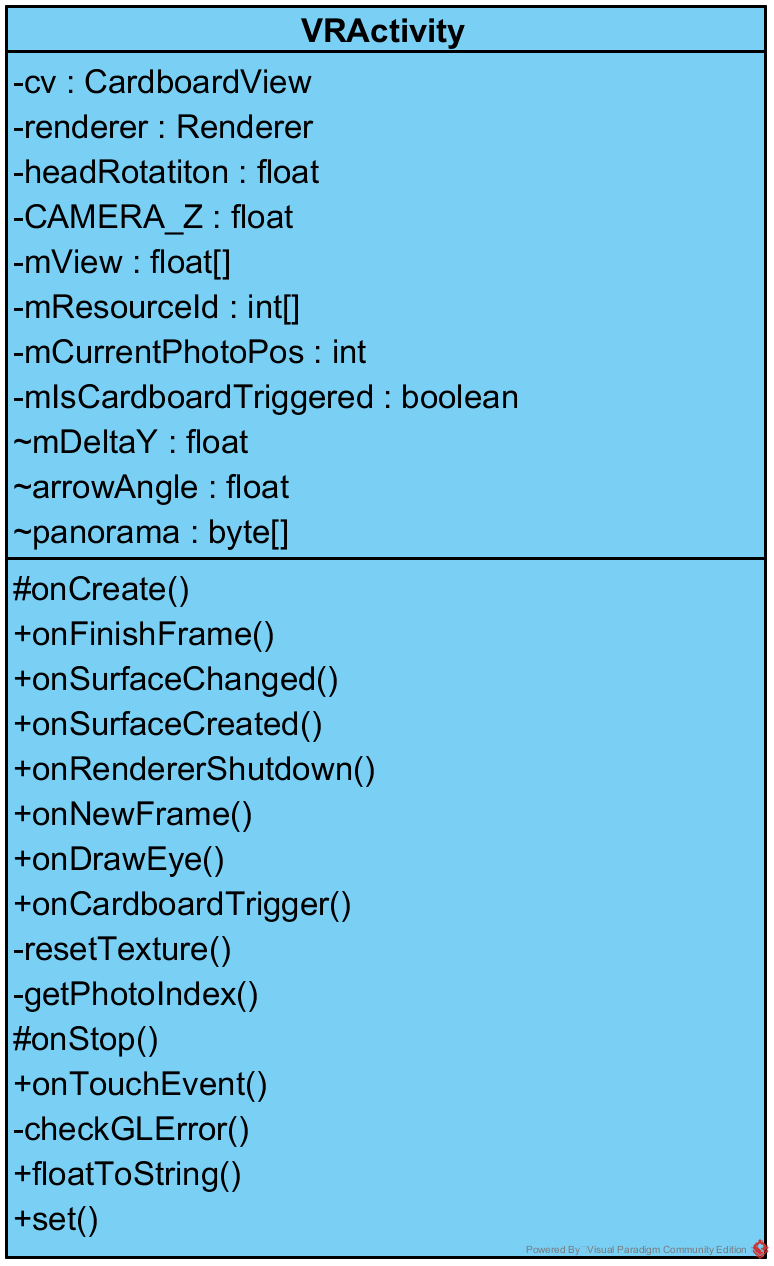 VRActivity
-cv : CardboardView
-renderer : Renderer
-headRotatiton : float
-CAMERA_Z : float
-mView : float[]
-mResourceId : int[]
-mCurrentPhotoPos : int
-mIsCardboardTriggered : boolean
~mDeltaY : float
~arrowAngle : float
~panorama : byte[]
#onCreate()
+onFinishFrame()
+onSurfaceChanged()
+onSurfaceCreated()
+onRendererShutdown()
+onNewFrame()
+onDrawEye()
+onCardboardTrigger()
-resetTexture()
-getPhotoIndex()
#onStop()
+onTouchEvent()
-checkGLError()
+floatToString()
+set()
Powered By Visual Paradigm Community Edition